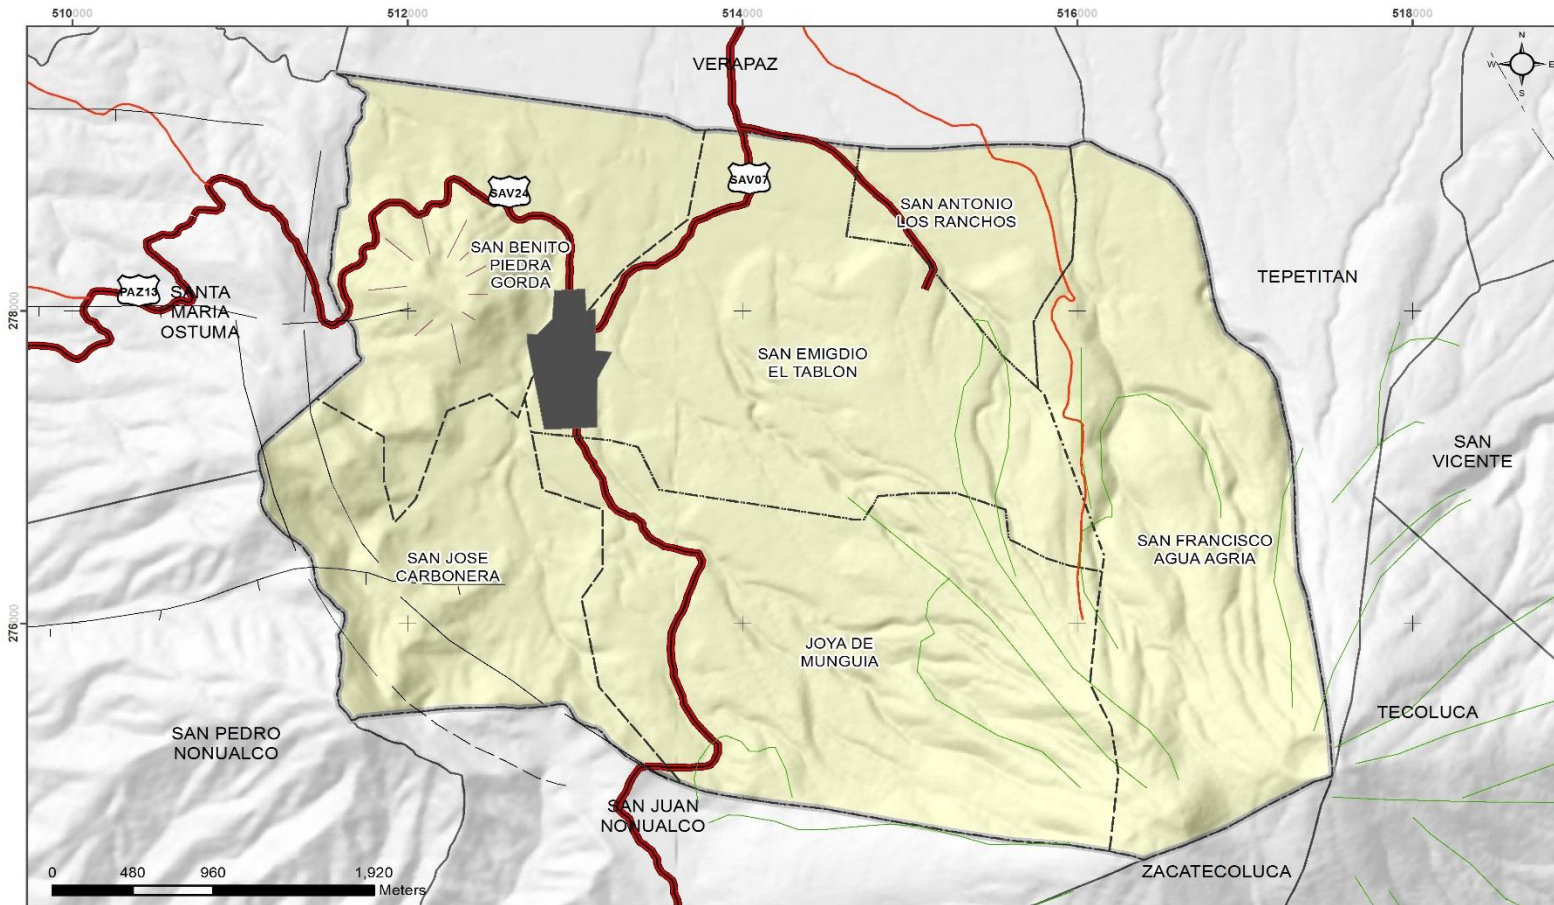 510000
512000
514000
516000
518000
N
W
E
S
VERAPAZ
SAV24
SAV07
SAN ANTONIO
LOS RANCHOS
SAN BENITO
PIEDRA
GORDA
TEPETITAN
PAZ13
SANTA
MARIA
OSTUMA
278000
SAN EMIGDIO
EL TABLON
SAN
VICENTE
SAN JOSE
CARBONERA
SAN FRANCISCO
AGUA AGRIA
276000
JOYA DE
MUNGUIA
SAN PEDRO
NONUALCO
TECOLUCA
SAN JUAN
NONUALCO
ZACATECOLUCA
0 480 960 1,920
Meters